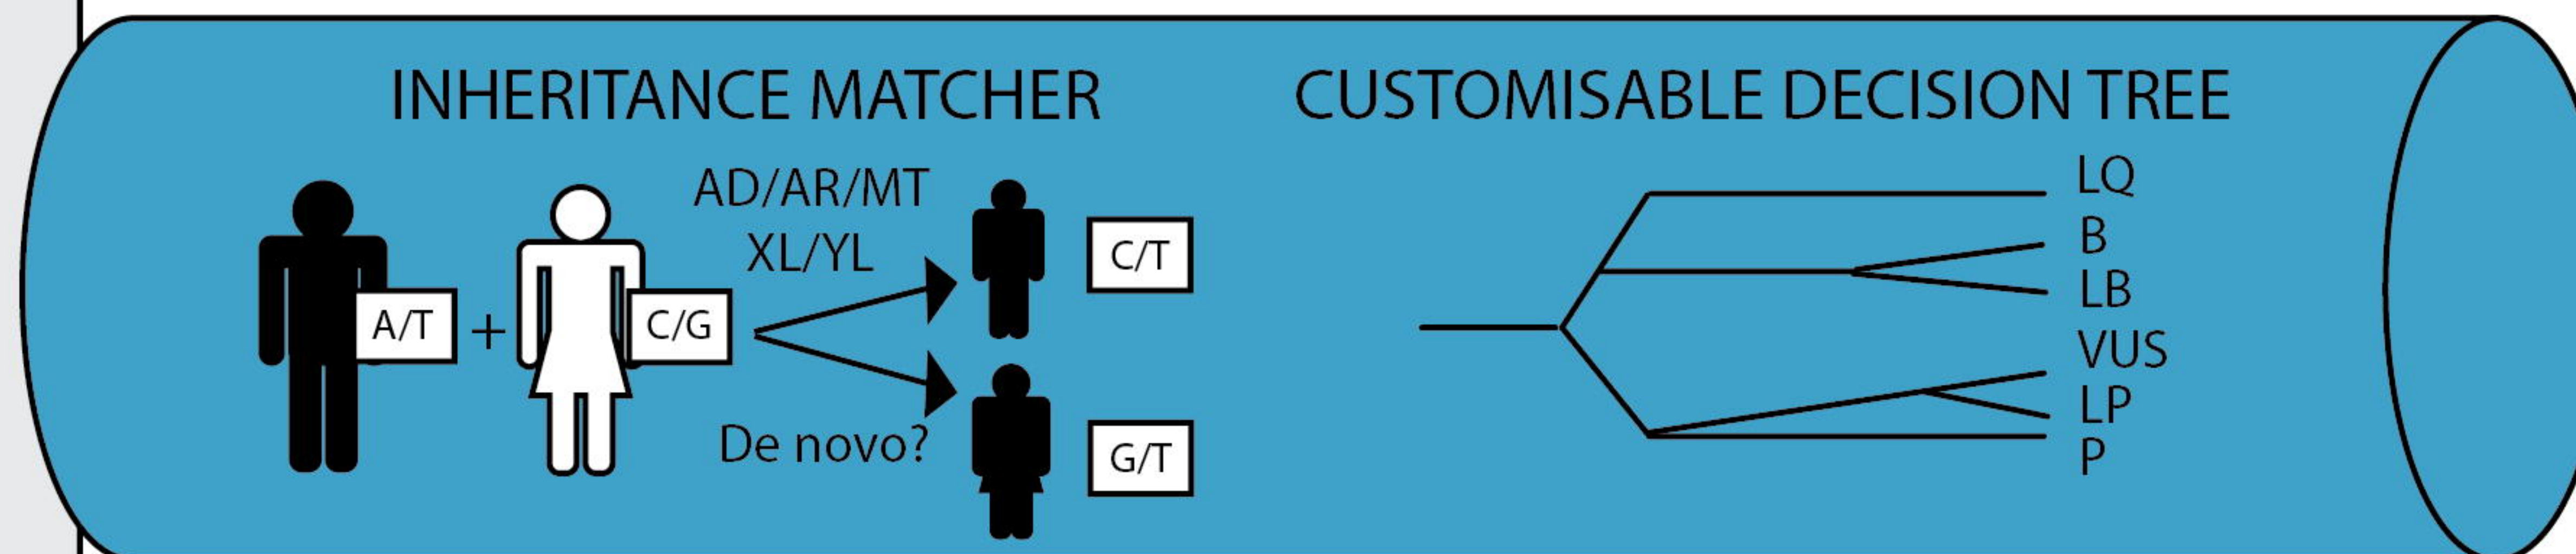 INHERITANCE MATCHER
AD/AR/MT
XL/YL
A/T
+
C/G
De novo?
C/T
G/T
CUSTOMISABLE DECISION TREE
LQ
B
LB
VUS
LP
P